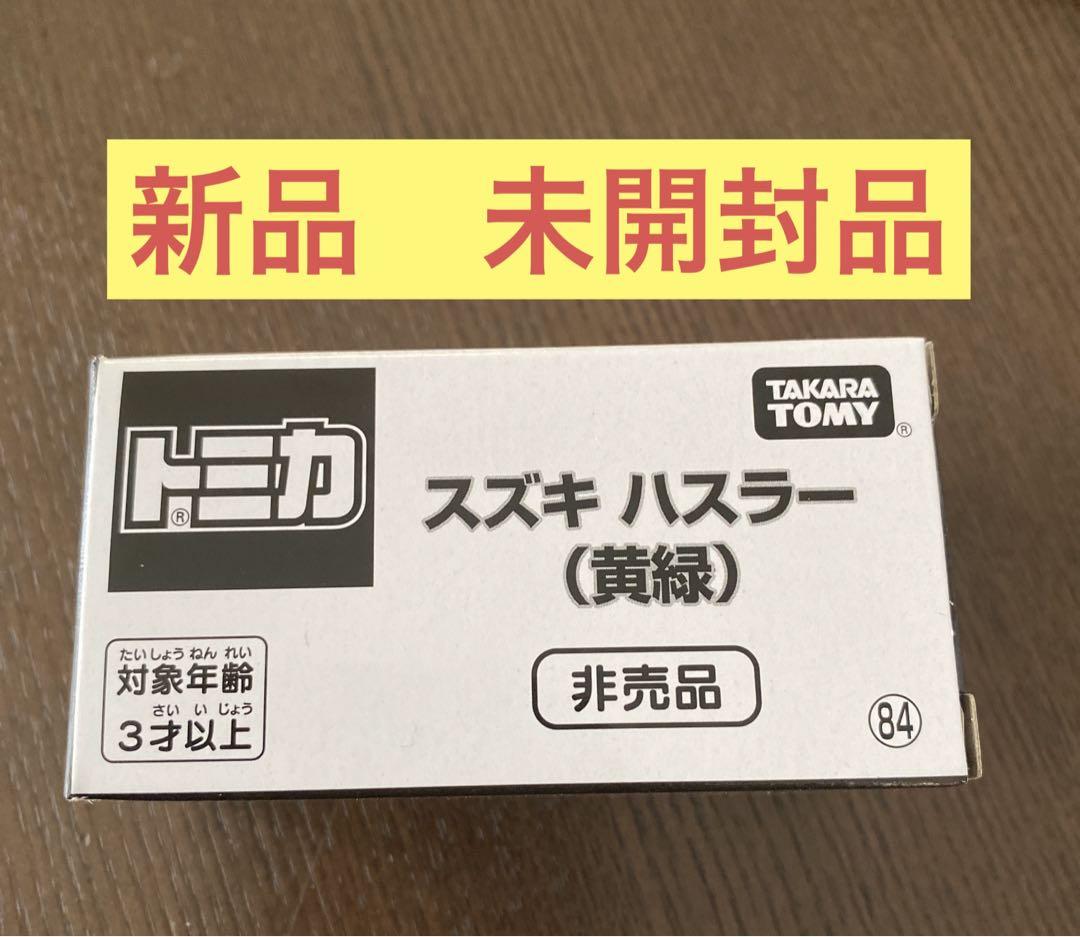 新品　未開封品
トミカ®
TAKARA
TOMY®
スズキ ハスラー
（黄緑）
たいしょう ねん れい
対象年齢
さい い じょう
3才以上
非売品
84